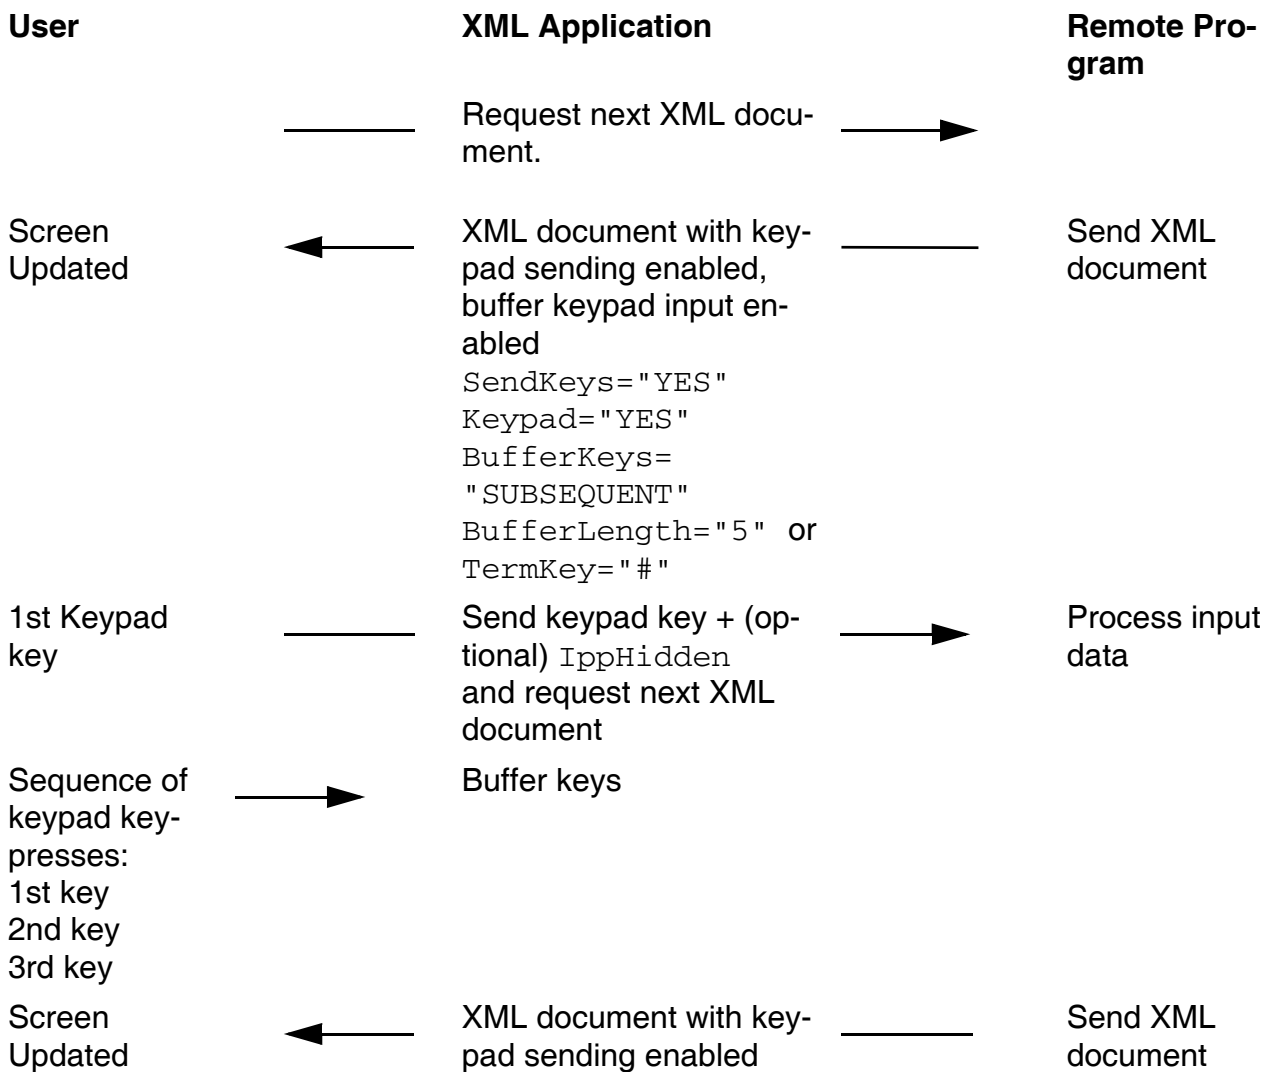 User
XML Application
Remote Pro-
gram
Request next XML docu-
ment.
Screen
Updated
XML document with key-
pad sending enabled,
buffer keypad input en-
abled
SendKeys="YES"
Keypad="YES"
BufferKeys=
"SUBSEQUENT"
BufferLength="5" or
TermKey="#"
Send XML
document
1st Keypad
key
Send keypad key + (op-
tional) IppHidden
and request next XML
document
Process input
data
Sequence of
keypad key-
presses:
1st key
2nd key
3rd key
Buffer keys
Screen
Updated
XML document with key-
pad sending enabled
Send XML
document